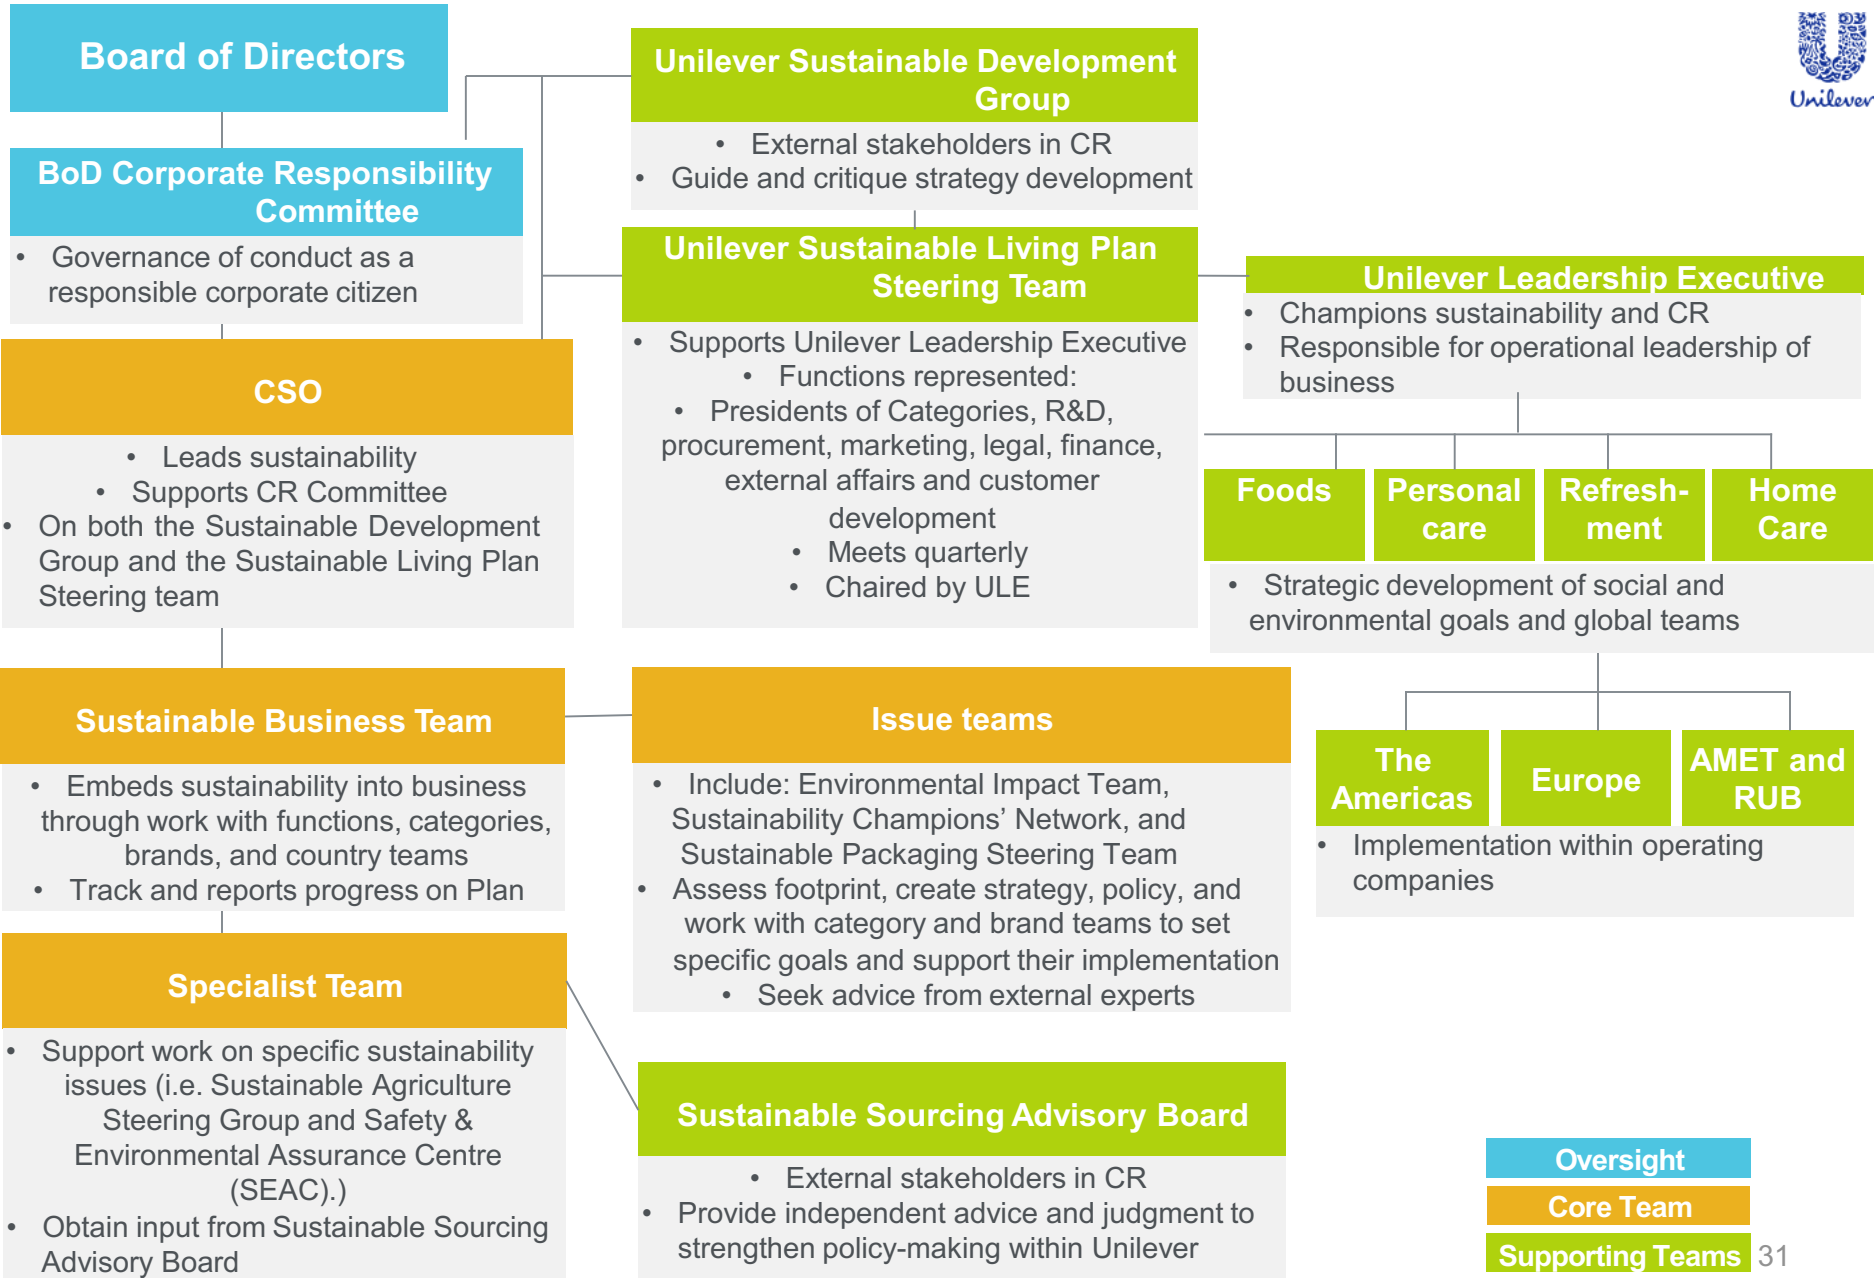 Board of Directors
BoD Corporate Responsibility
Committee
• Governance of conduct as a
responsible corporate citizen
CSO
• Leads sustainability
• Supports CR Committee
• On both the Sustainable Development
Group and the Sustainable Living Plan
Steering team
Sustainable Business Team
• Embeds sustainability into business
through work with functions, categories,
brands, and country teams
• Track and reports progress on Plan
Specialist Team
• Support work on specific sustainability
issues (i.e. Sustainable Agriculture
Steering Group and Safety &
Environmental Assurance Centre
(SEAC).)
• Obtain input from Sustainable Sourcing
Advisory Board
Unilever Sustainable Development
Group
• External stakeholders in CR
• Guide and critique strategy development
Unilever Sustainable Living Plan
Steering Team
• Supports Unilever Leadership Executive
• Functions represented:
• Presidents of Categories, R&D,
procurement, marketing, legal, finance,
external affairs and customer
development
• Meets quarterly
• Chaired by ULE
Issue teams
• Include: Environmental Impact Team,
Sustainability Champions’ Network, and
Sustainable Packaging Steering Team
• Assess footprint, create strategy, policy, and
work with category and brand teams to set
specific goals and support their implementation
• Seek advice from external experts
Sustainable Sourcing Advisory Board
• External stakeholders in CR
• Provide independent advice and judgment to
strengthen policy-making within Unilever
Unilever
Unilever Leadership Executive
• Champions sustainability and CR
• Responsible for operational leadership of
business
Foods
Personal
care
Refresh-
ment
Home
Care
• Strategic development of social and
environmental goals and global teams
The
Americas
Europe
AMET and
RUB
• Implementation within operating
companies
Oversight
Core Team
Supporting Teams
31